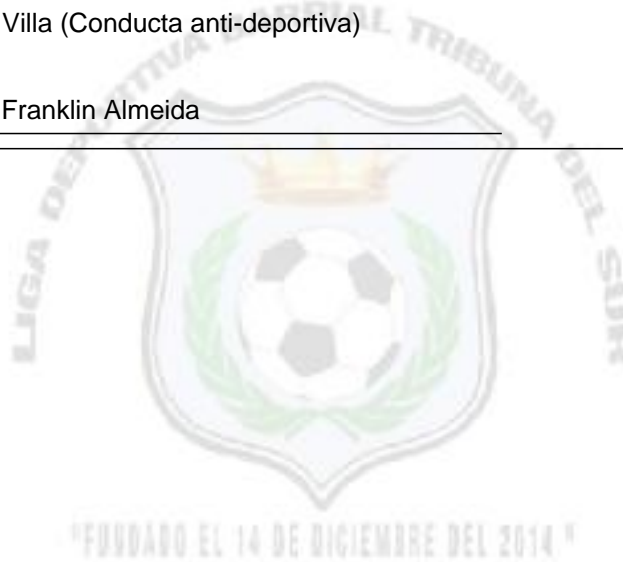 Villa (Conducta anti-deportiva)
LIGA DEPORTIVA BARRIAL TRIBUNA DEL SUR
Franklin Almeida
"FUNDADO EL 14 DE DICIEMBRE DEL 2014"